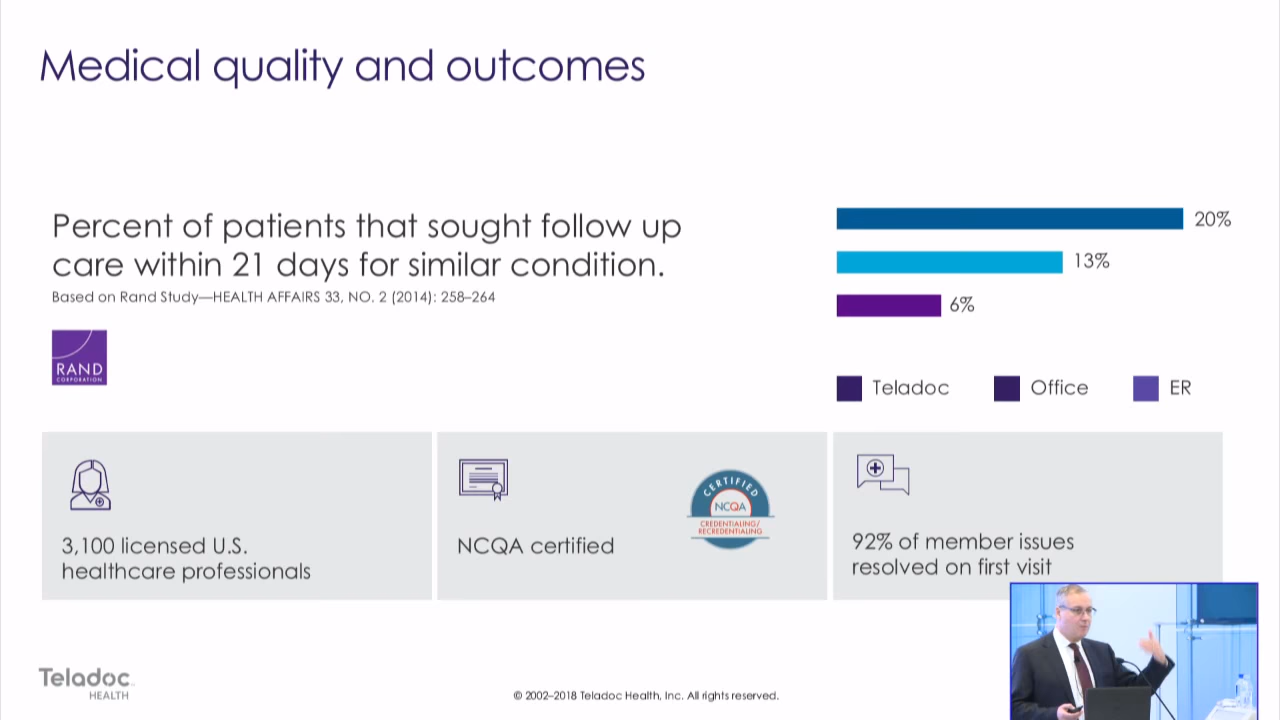 Medical quality and outcomes
Percent of patients that sought follow up
care within 21 days for similar condition.
Based on Rand Study—HEALTH AFFAIRS 33, NO. 2 (2014): 258–264
RAND
CORPORATION
20%
13%
6%
Teladoc
Office
ER
3,100 licensed U.S.
healthcare professionals
NCQA certified
CERTIFIED
NCQA
CREDENTIALING/
RECREDENTIALING
92% of member issues
resolved on first visit
Teladoc
HEALTH
© 2002–2018 Teladoc Health, Inc. All rights reserved.